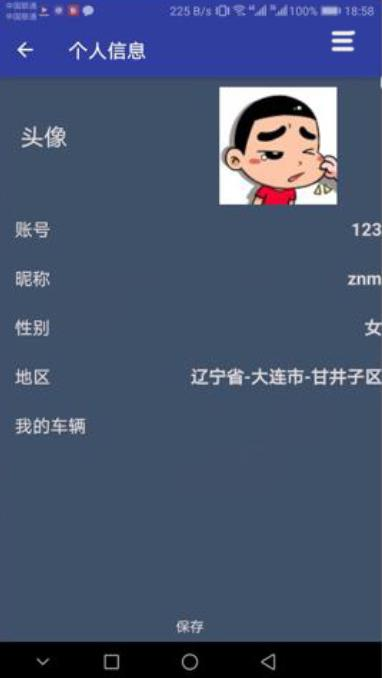 中国联通
中国联通
225 B/s 100% 18:58
个人信息
头像
账号 123
昵称 znm
性别 女
地区 辽宁省-大连市-甘井子区
我的车辆
保存